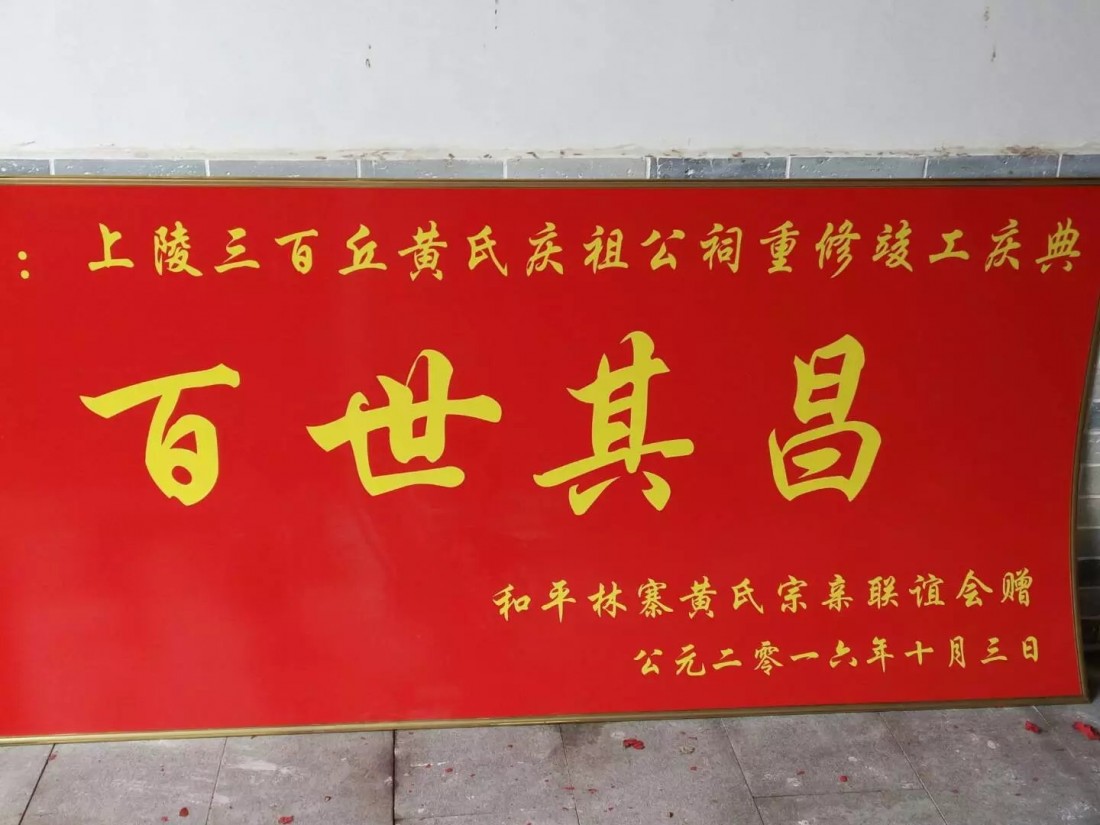 ：上陵三百丘黄氏庆祖公祠重修竣工庆典
百世其昌
和平林寨黄氏宗亲联谊会赠
公元二零一六年十月三日